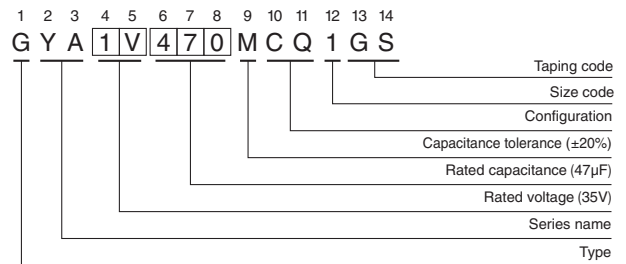 1 2 3 4 5 6 7 8 9 10 11 12 13 14
G Y A 1 V 4 7 0 M C Q 1 G S
Taping code
Size code
Configuration
Capacitance tolerance (±20%)
Rated capacitance (47µF)
Rated voltage (35V)
Series name
Type